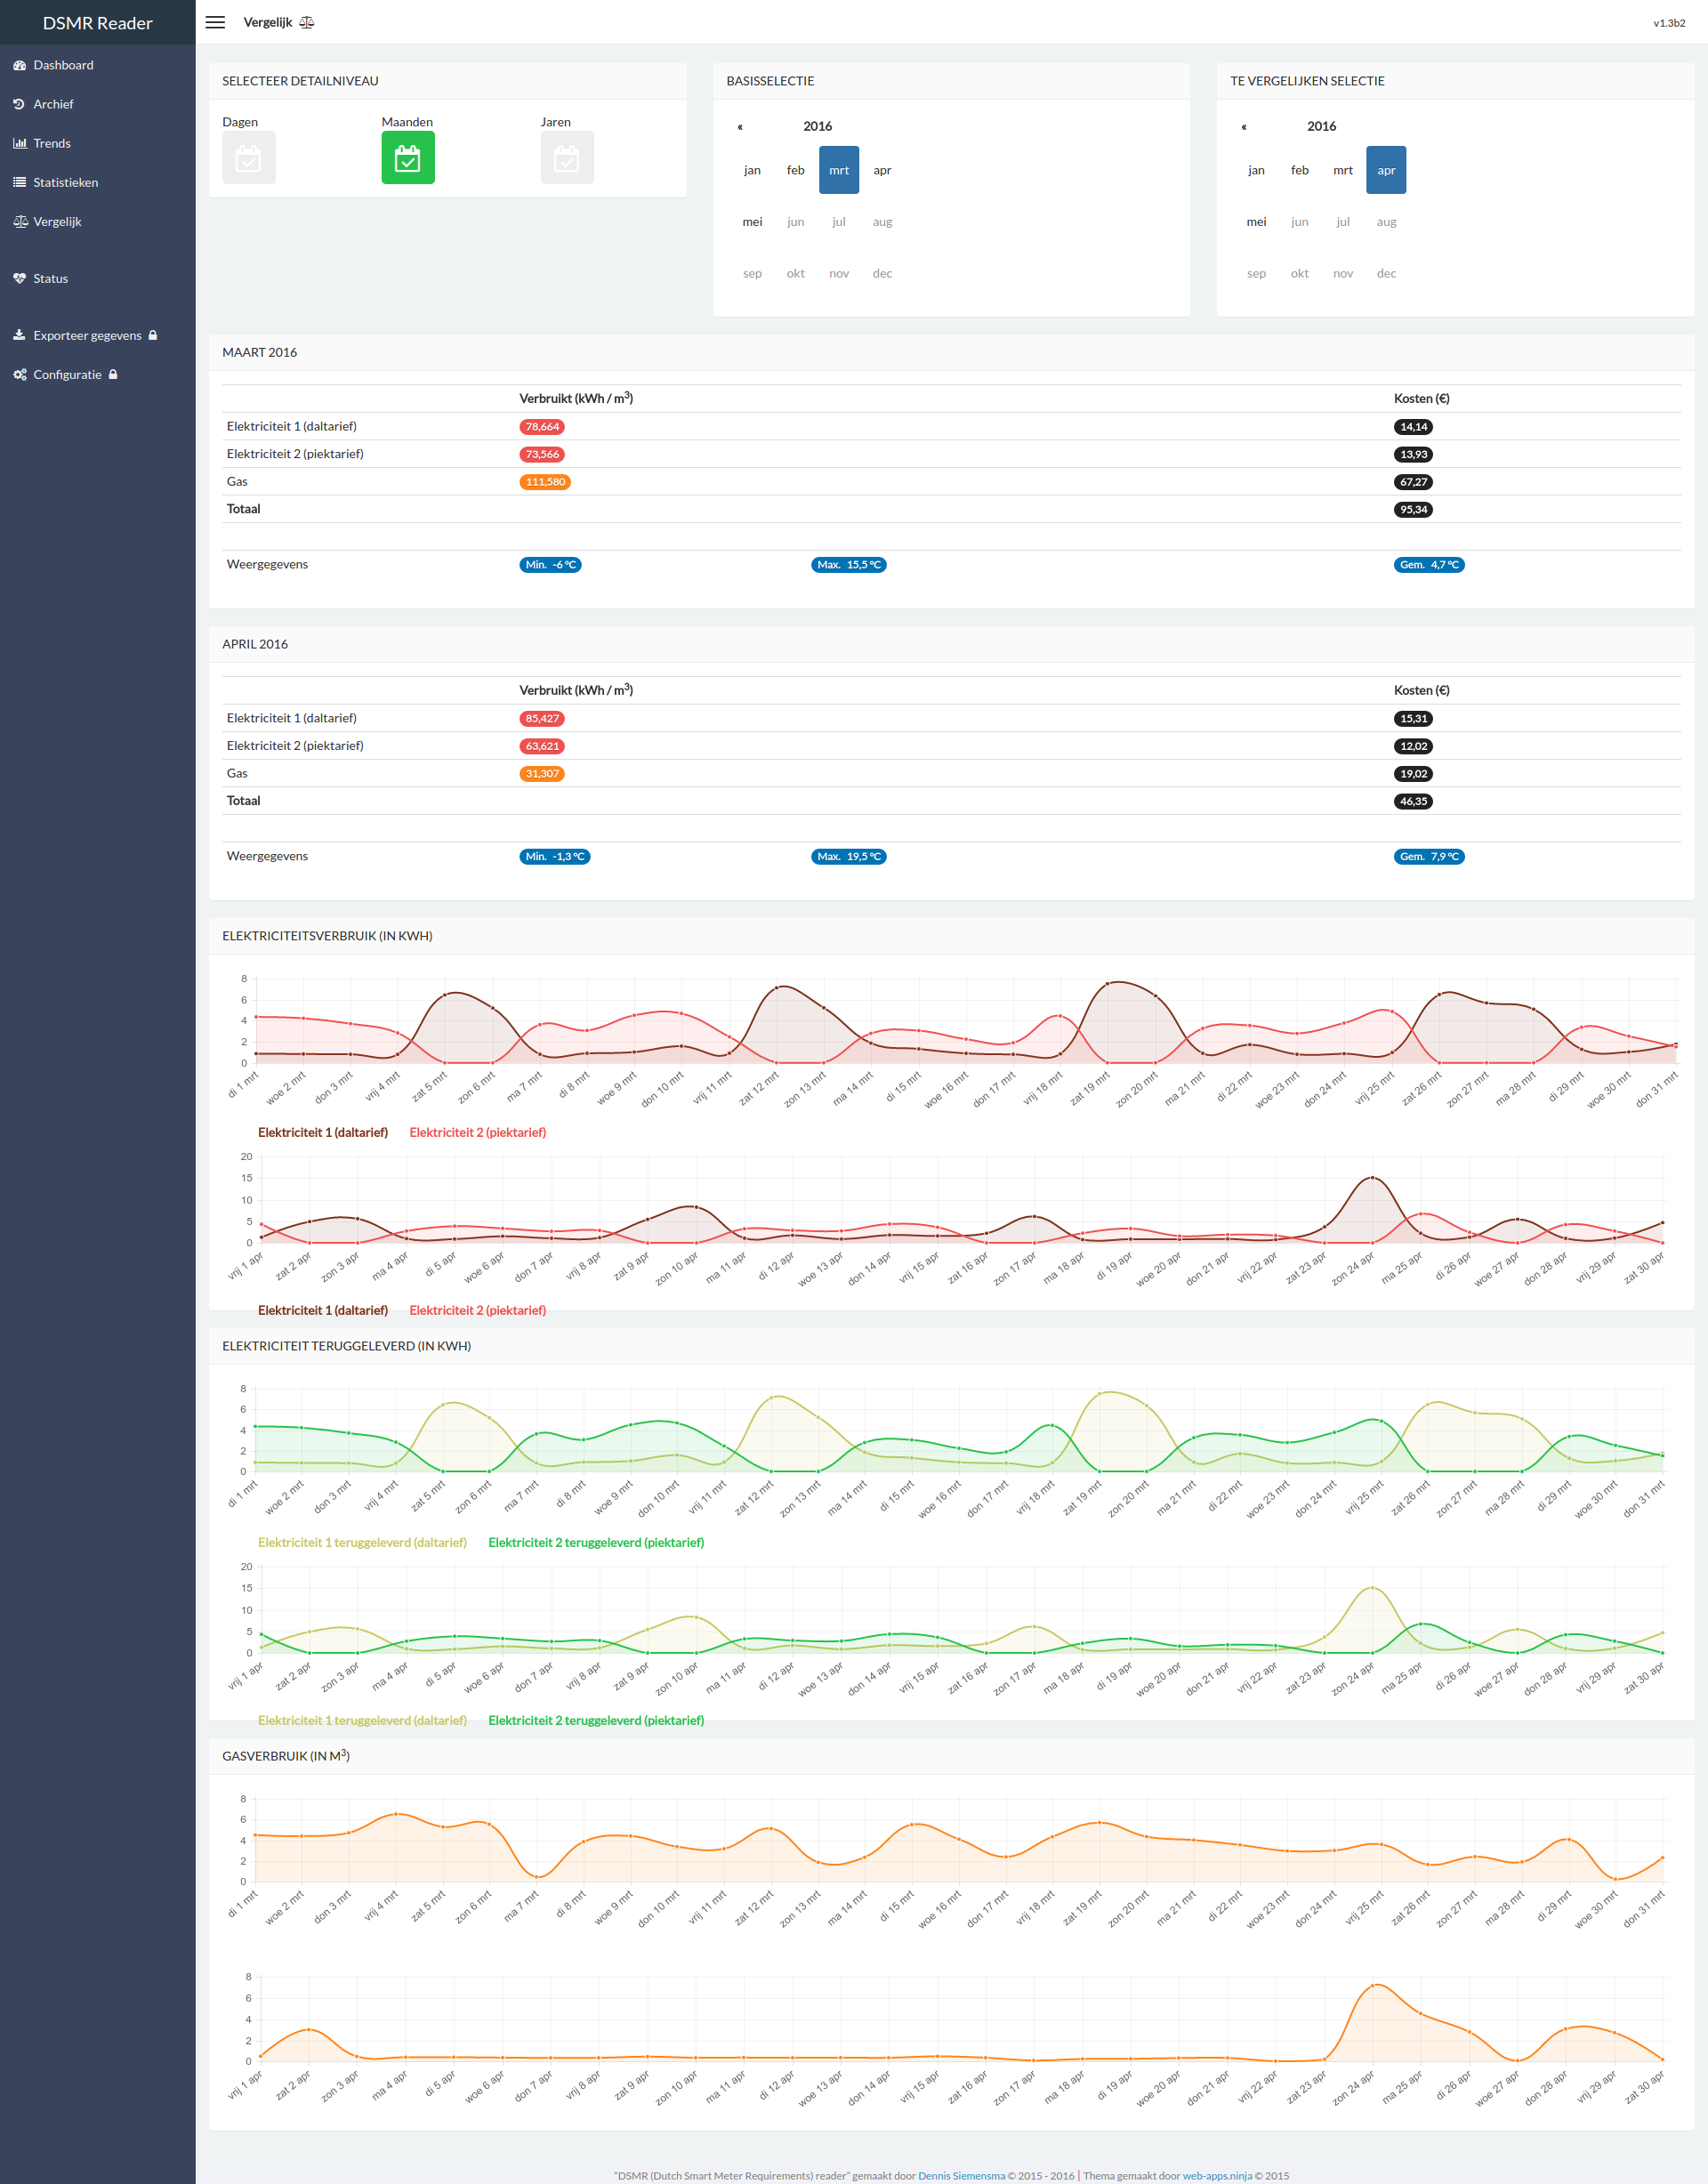 DSMR Reader
Vergelijk
v1.3b2
Dashboard
Archief
Trends
Statistieken
Vergelijk
Status
Exporteer gegevens
Configuratie
SELECTEER DETAILNIVEAU
Dagen Maanden Jaren
BASISSELECTIE
« 2016
jan feb mrt apr
mei jun jul aug
sep okt nov dec
TE VERGELIJKEN SELECTIE
« 2016
jan feb mrt apr
mei jun jul aug
sep okt nov dec
MAART 2016
Verbruikt (kWh / m³) Kosten (€)
Elektriciteit 1 (daltarief) 78,664 14,14
Elektriciteit 2 (piektarief) 73,566 13,93
Gas 111,580 67,27
Totaal 95,34
Weergegevens Min. -6 °C Max. 15,5 °C Gem. 4,7 °C
APRIL 2016
Verbruikt (kWh / m³) Kosten (€)
Elektriciteit 1 (daltarief) 85,427 15,31
Elektriciteit 2 (piektarief) 63,621 12,02
Gas 31,307 19,02
Totaal 46,35
Weergegevens Min. -1,3 °C Max. 19,5 °C Gem. 7,9 °C
ELEKTRICITEITSVERBRUIK (IN KWH)
8
6
4
2
0
di 1 mrt woe 2 mrt don 3 mrt vrij 4 mrt zat 5 mrt zon 6 mrt ma 7 mrt di 8 mrt woe 9 mrt don 10 mrt vrij 11 mrt zat 12 mrt zon 13 mrt ma 14 mrt di 15 mrt woe 16 mrt don 17 mrt vrij 18 mrt zat 19 mrt zon 20 mrt ma 21 mrt di 22 mrt woe 23 mrt don 24 mrt vrij 25 mrt zat 26 mrt zon 27 mrt ma 28 mrt di 29 mrt woe 30 mrt don 31 mrt
Elektriciteit 1 (daltarief) Elektriciteit 2 (piektarief)
20
15
10
5
0
vrij 1 apr zat 2 apr zon 3 apr ma 4 apr di 5 apr woe 6 apr don 7 apr vrij 8 apr zat 9 apr zon 10 apr ma 11 apr di 12 apr woe 13 apr don 14 apr vrij 15 apr zat 16 apr zon 17 apr ma 18 apr di 19 apr woe 20 apr don 21 apr vrij 22 apr zat 23 apr zon 24 apr ma 25 apr di 26 apr woe 27 apr don 28 apr vrij 29 apr zat 30 apr
Elektriciteit 1 (daltarief) Elektriciteit 2 (piektarief)
ELEKTRICITEIT TERUGGELEVERD (IN KWH)
8
6
4
2
0
di 1 mrt woe 2 mrt don 3 mrt vrij 4 mrt zat 5 mrt zon 6 mrt ma 7 mrt di 8 mrt woe 9 mrt don 10 mrt vrij 11 mrt zat 12 mrt zon 13 mrt ma 14 mrt di 15 mrt woe 16 mrt don 17 mrt vrij 18 mrt zat 19 mrt zon 20 mrt ma 21 mrt di 22 mrt woe 23 mrt don 24 mrt vrij 25 mrt zat 26 mrt zon 27 mrt ma 28 mrt di 29 mrt woe 30 mrt don 31 mrt
Elektriciteit 1 teruggeleverd (daltarief) Elektriciteit 2 teruggeleverd (piektarief)
20
15
10
5
0
vrij 1 apr zat 2 apr zon 3 apr ma 4 apr di 5 apr woe 6 apr don 7 apr vrij 8 apr zat 9 apr zon 10 apr ma 11 apr di 12 apr woe 13 apr don 14 apr vrij 15 apr zat 16 apr zon 17 apr ma 18 apr di 19 apr woe 20 apr don 21 apr vrij 22 apr zat 23 apr zon 24 apr ma 25 apr di 26 apr woe 27 apr don 28 apr vrij 29 apr zat 30 apr
Elektriciteit 1 teruggeleverd (daltarief) Elektriciteit 2 teruggeleverd (piektarief)
GASVERBRUIK (IN M³)
8
6
4
2
0
di 1 mrt woe 2 mrt don 3 mrt vrij 4 mrt zat 5 mrt zon 6 mrt ma 7 mrt di 8 mrt woe 9 mrt don 10 mrt vrij 11 mrt zat 12 mrt zon 13 mrt ma 14 mrt di 15 mrt woe 16 mrt don 17 mrt vrij 18 mrt zat 19 mrt zon 20 mrt ma 21 mrt di 22 mrt woe 23 mrt don 24 mrt vrij 25 mrt zat 26 mrt zon 27 mrt ma 28 mrt di 29 mrt woe 30 mrt don 31 mrt
8
6
4
2
0
vrij 1 apr zat 2 apr zon 3 apr ma 4 apr di 5 apr woe 6 apr don 7 apr vrij 8 apr zat 9 apr zon 10 apr ma 11 apr di 12 apr woe 13 apr don 14 apr vrij 15 apr zat 16 apr zon 17 apr ma 18 apr di 19 apr woe 20 apr don 21 apr vrij 22 apr zat 23 apr zon 24 apr ma 25 apr di 26 apr woe 27 apr don 28 apr vrij 29 apr zat 30 apr
"DSMR (Dutch Smart Meter Requirements) reader" gemaakt door Dennis Siemensma © 2015 - 2016 | Thema gemaakt door web-apps.ninja © 2015